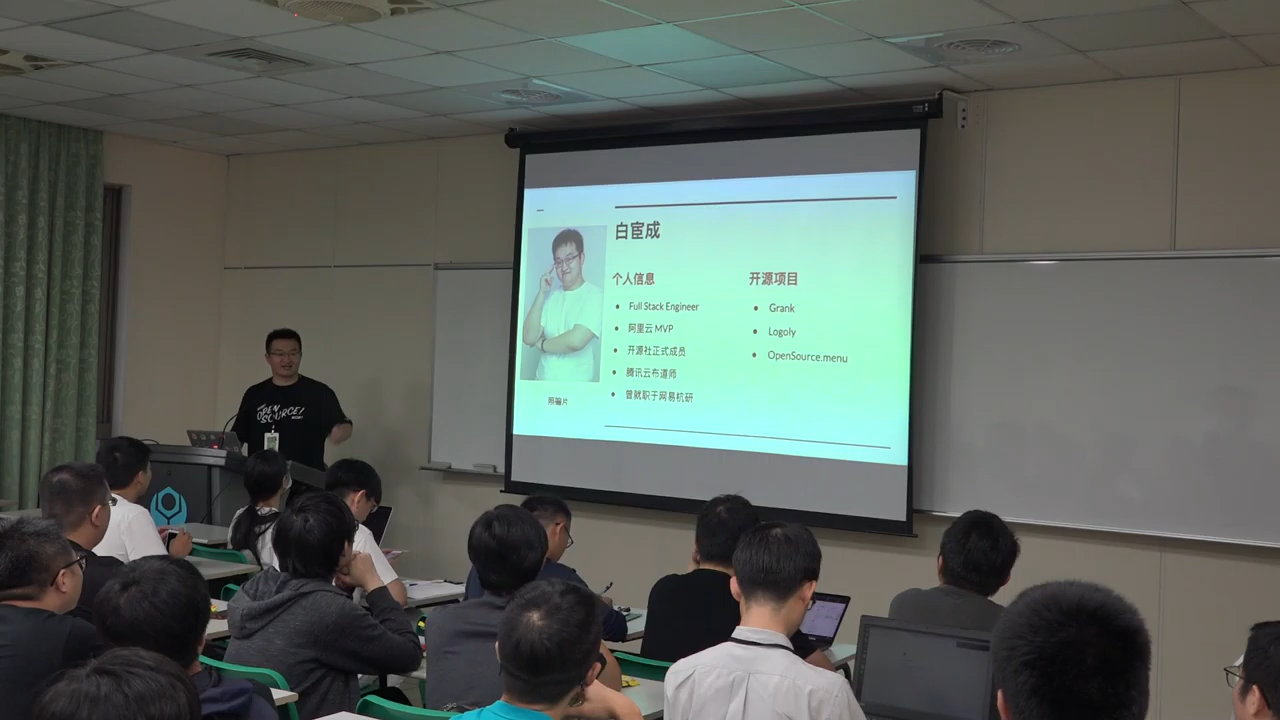 白宦成
个人信息
Full Stack Engineer
阿里云 MVP
开源社正式成员
腾讯云布道师
曾就职于网易杭研
开源项目
Grank
Logoly
OpenSource.menu
照骗片
OPEN
SOURCE!